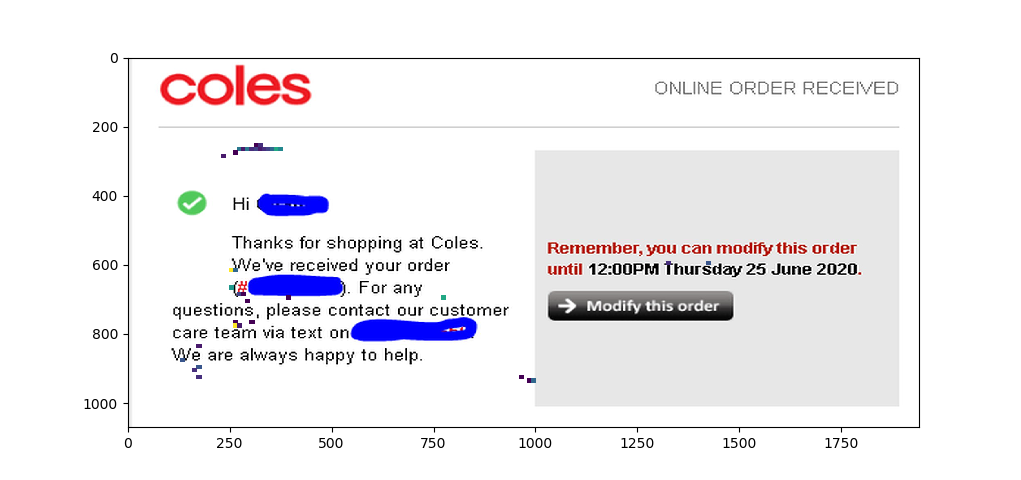 coles
ONLINE ORDER RECEIVED
Hi
Thanks for shopping at Coles.
We've received your order
(# ). For any
questions, please contact our customer
care team via text on
We are always happy to help.
Remember, you can modify this order
until 12:00PM Thursday 25 June 2020.
Modify this order
0
200
400
600
800
1000
0 250 500 750 1000 1250 1500 1750